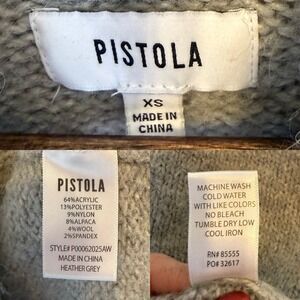 PISTOLA
XS
MADE IN
CHINA
PISTOLA
64%ACRYLIC
13%POLYESTER
9%NYLON
8%ALPACA
4%WOOL
2%SPANDEX
STYLE# P00062025AW
MADE IN CHINA
HEATHER GREY
MACHINE WASH
COLD WATER
WITH LIKE COLORS
NO BLEACH
TUMBLE DRY LOW
COOL IRON
RN# 85555
PO# 32617